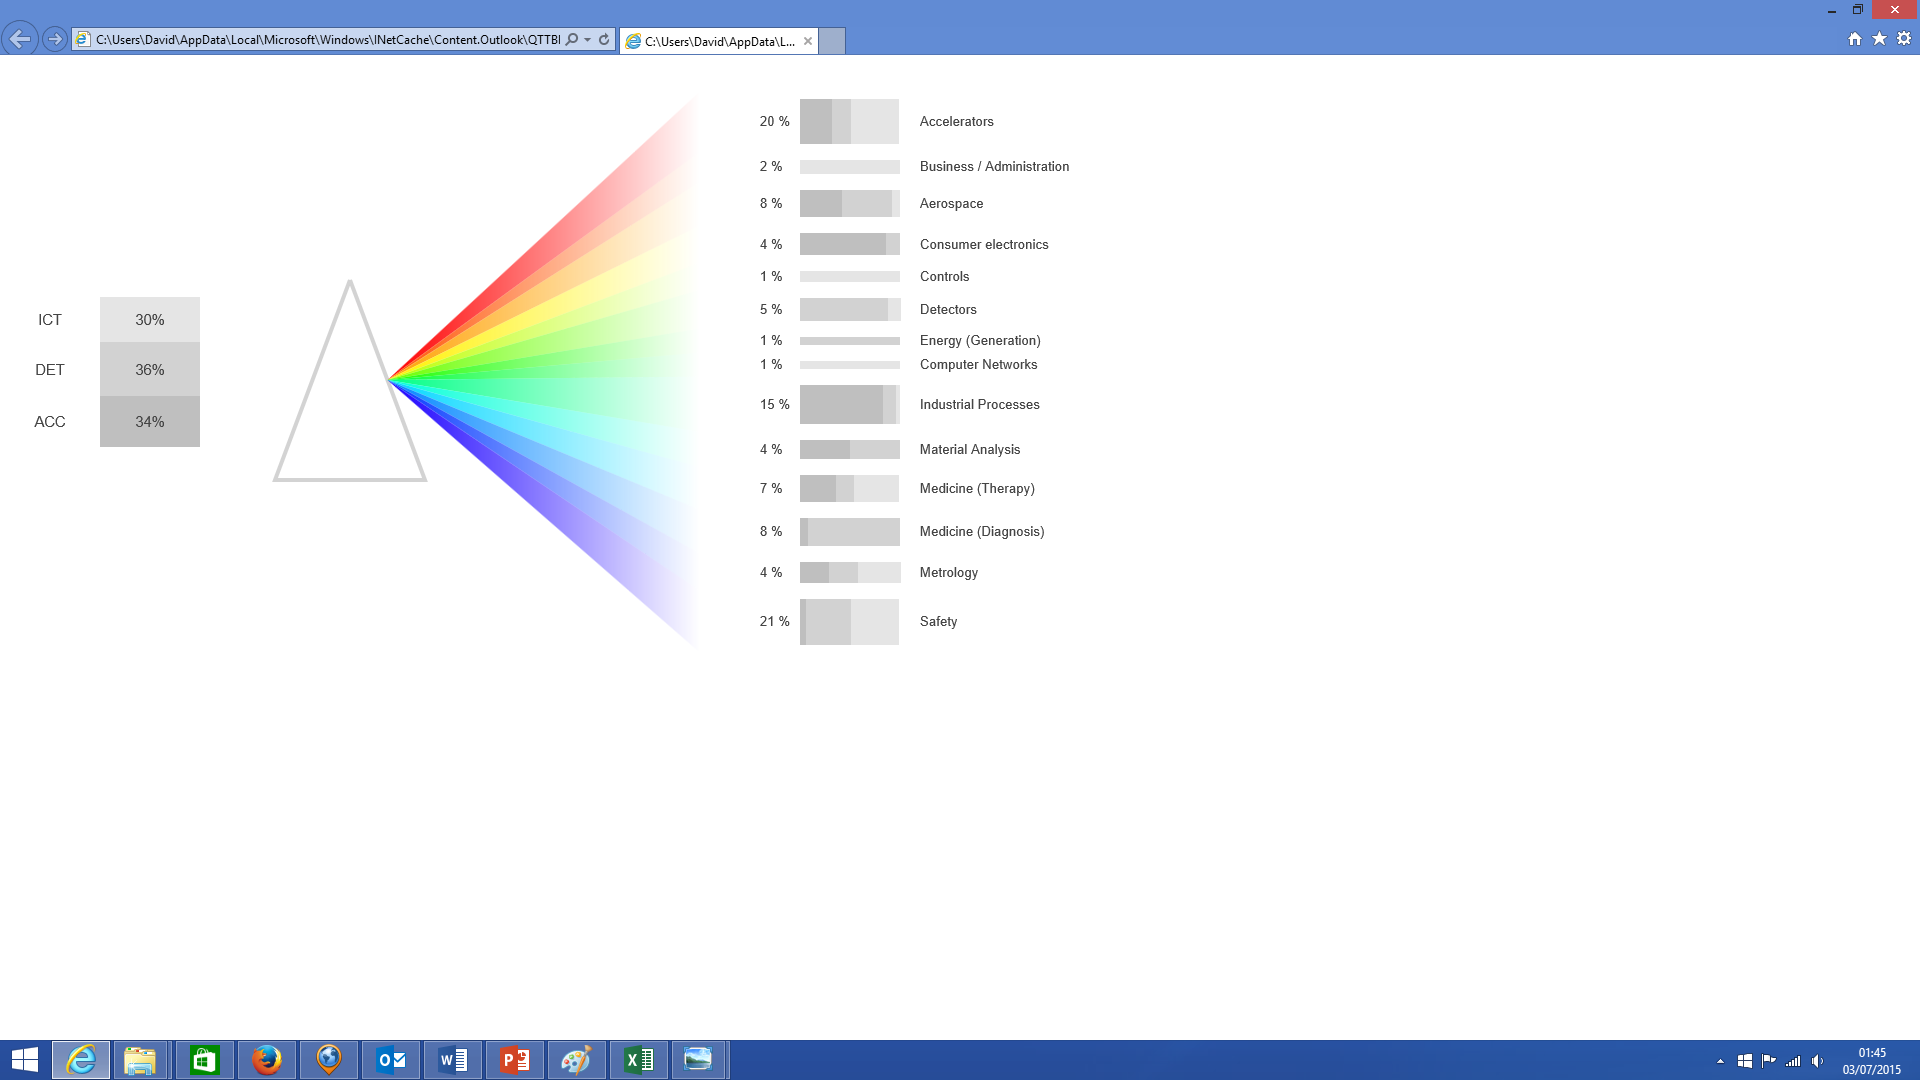 C:\Users\David\AppData\Local\Microsoft\Windows\INetCache\Content.Outlook\QTTBI
C:\Users\David\AppData\L...
20 % Accelerators
2 % Business / Administration
8 % Aerospace
4 % Consumer electronics
1 % Controls
5 % Detectors
1 % Energy (Generation)
1 % Computer Networks
15 % Industrial Processes
4 % Material Analysis
7 % Medicine (Therapy)
8 % Medicine (Diagnosis)
4 % Metrology
21 % Safety
ICT 30%
DET 36%
ACC 34%
01:45
03/07/2015